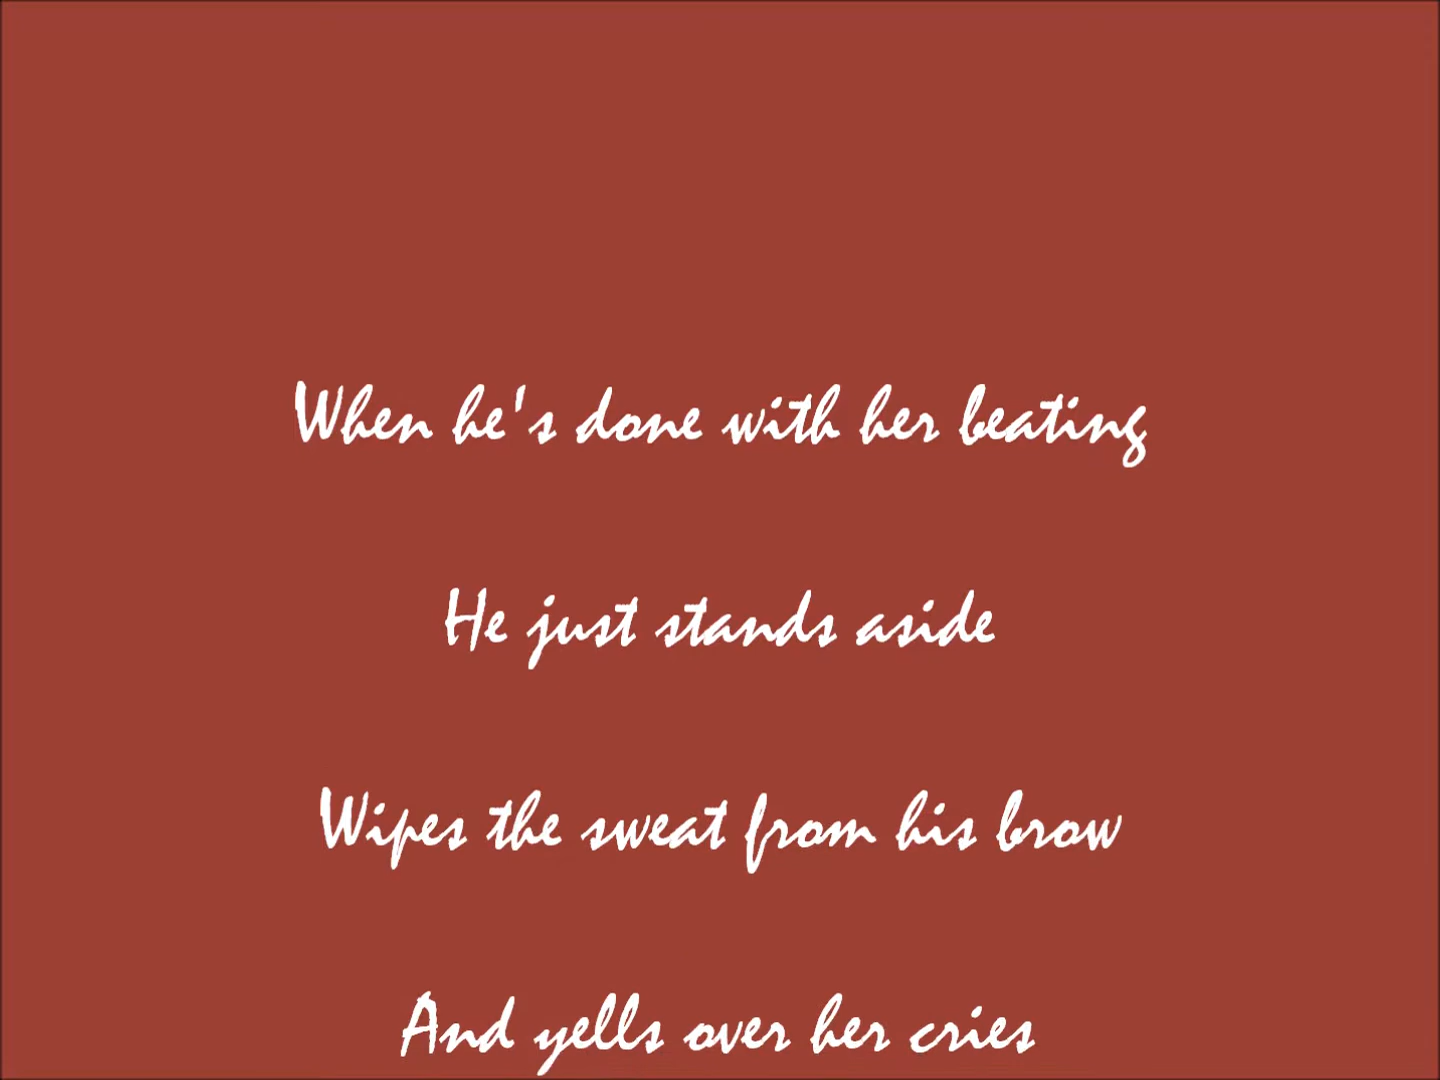 When he's done with her beating
He just stands aside
Wipes the sweat from his brow
And yells over her cries